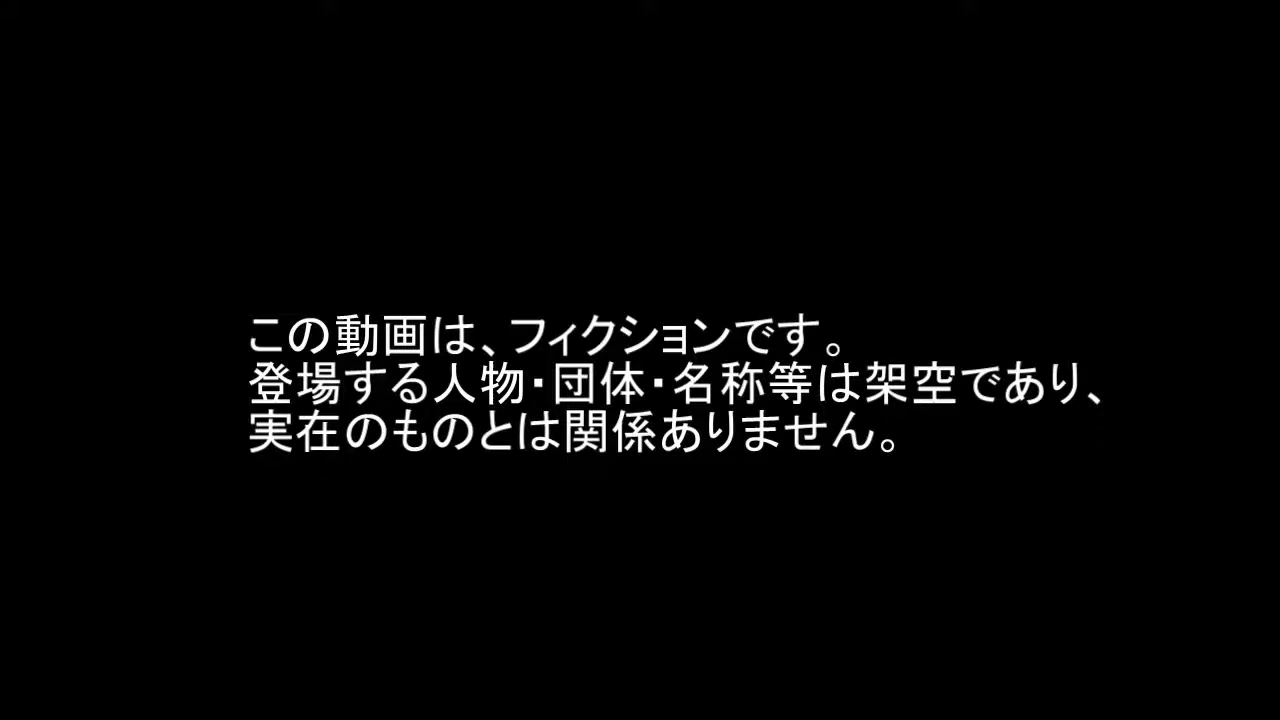 この動画は、フィクションです。
登場する人物・団体・名称等は架空であり、
実在のものとは関係ありません。